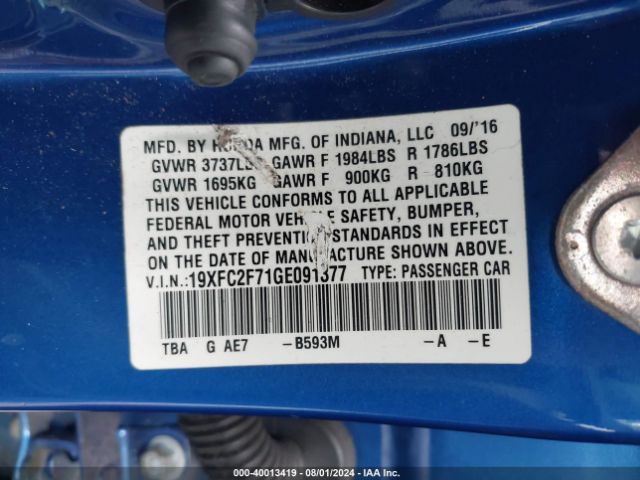 MFD. BY HONDA MFG. OF INDIANA, LLC 09/'16
GVWR 3737LBS GAWR F 1984LBS R 1786LBS
GVWR 1695KG GAWR F 900KG R 810KG
THIS VEHICLE CONFORMS TO ALL APPLICABLE
FEDERAL MOTOR VEHICLE SAFETY, BUMPER,
AND THEFT PREVENTION STANDARDS IN EFFECT
ON THE DATE OF MANUFACTURE SHOWN ABOVE.
V.I.N.:19XFC2F71GE091377 TYPE: PASSENGER CAR
TBA G AE7 -B593M -A -E
000-40013419 - 08/01/2024 - IAA Inc.